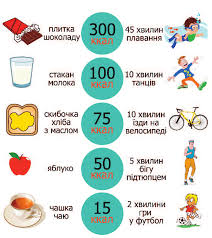 плитка
шоколаду
300
ккал
45 хвилин
плавання
стакан
молока
100
ккал
10 хвилин
танців
скибочка
хліба
з маслом
75
ккал
10 хвилин
їзди на
велосипеді
яблуко
50
ккал
5 хвилин
бігу
підтюпцем
чашка
чаю
15
ккал
2 хвилини
гри
у футбол